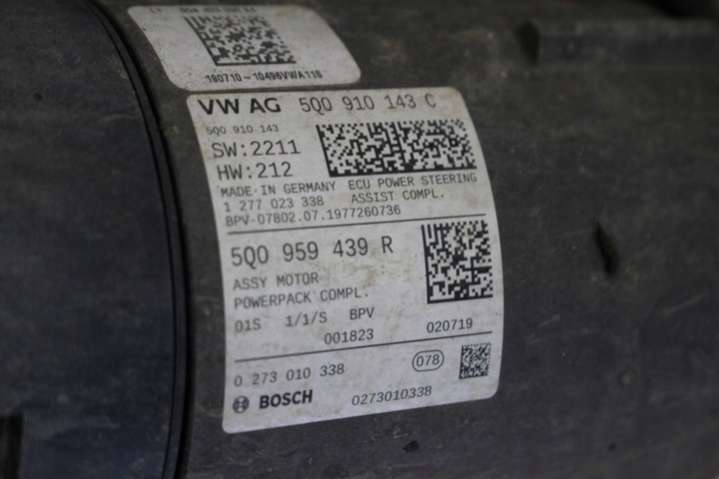 190710-10496VWA116
VW AG 5Q0 910 143 C
5Q0 910 143
SW:2211
HW:212
MADE IN GERMANY ECU POWER STEERING
1 277 023 338 ASSIST COMPL.
BPV-07802.07.1977260736
5Q0 959 439 R
ASSY MOTOR
POWERPACK COMPL.
01S 1/1/S BPV
001823 020719
0 273 010 338 078
BOSCH 0273010338